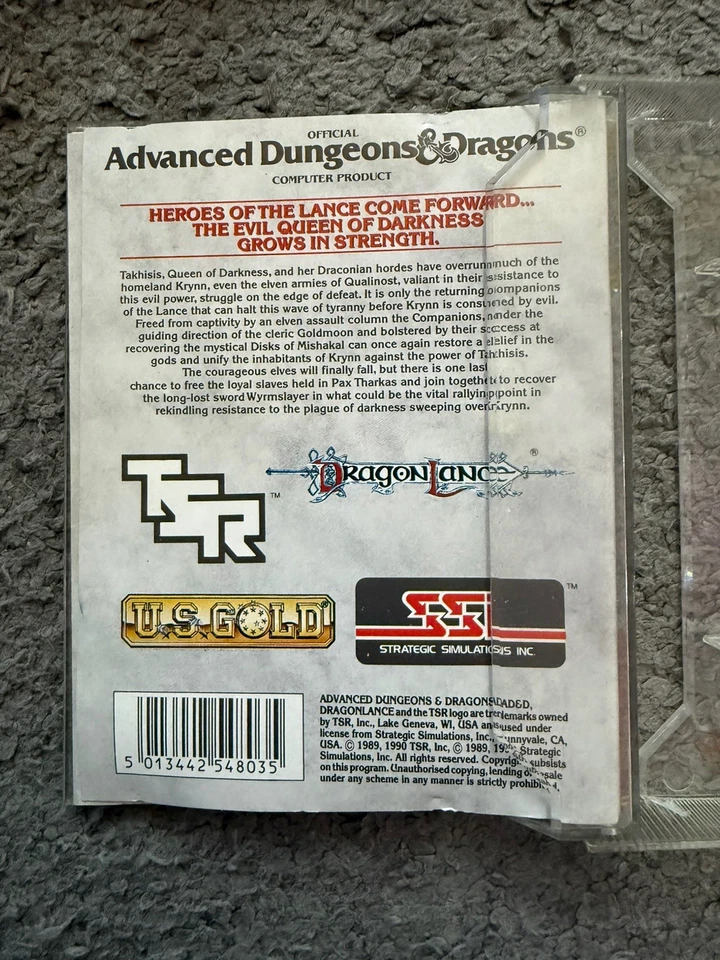 OFFICIAL
Advanced Dungeons & Dragons®
COMPUTER PRODUCT
HEROES OF THE LANCE COME FORWARD...
THE EVIL QUEEN OF DARKNESS
GROWS IN STRENGTH.
Takhisis, Queen of Darkness, and her Draconian hordes have overrun much of the
homeland Krynn, even the elven armies of Qualinost, valiant in their resistance to
this evil power, struggle on the edge of defeat. It is only the returning companions
of the Lance that can halt this wave of tyranny before Krynn is consumed by evil.
Freed from captivity by an elven assault column the Companions, under the
guiding direction of the cleric Goldmoon and bolstered by their success at
recovering the mystical Disks of Mishakal can once again restore a belief in the
gods and unify the inhabitants of Krynn against the power of Takhisis.
The courageous elves will finally fall, but there is one last
chance to free the loyal slaves held in Pax Tharkas and join together to recover
the long-lost sword Wyrmslayer in what could be the vital rallying point in
rekindling resistance to the plague of darkness sweeping over Krynn.
TSR™
DRAGONLANCE®
U.S. GOLD®
SSI™
STRATEGIC SIMULATIONS INC.
5 013442 548035
ADVANCED DUNGEONS & DRAGONS, AD&D,
DRAGONLANCE and the TSR logo are trademarks owned
by TSR, Inc., Lake Geneva, WI, USA and used under
license from Strategic Simulations, Inc., Sunnyvale, CA,
USA. © 1989, 1990 TSR, Inc, © 1989, Strategic
Simulations, Inc. All rights reserved. Copyright subsists
on this program. Unauthorised copying, lending or resale
under any scheme in any manner is strictly prohibited.